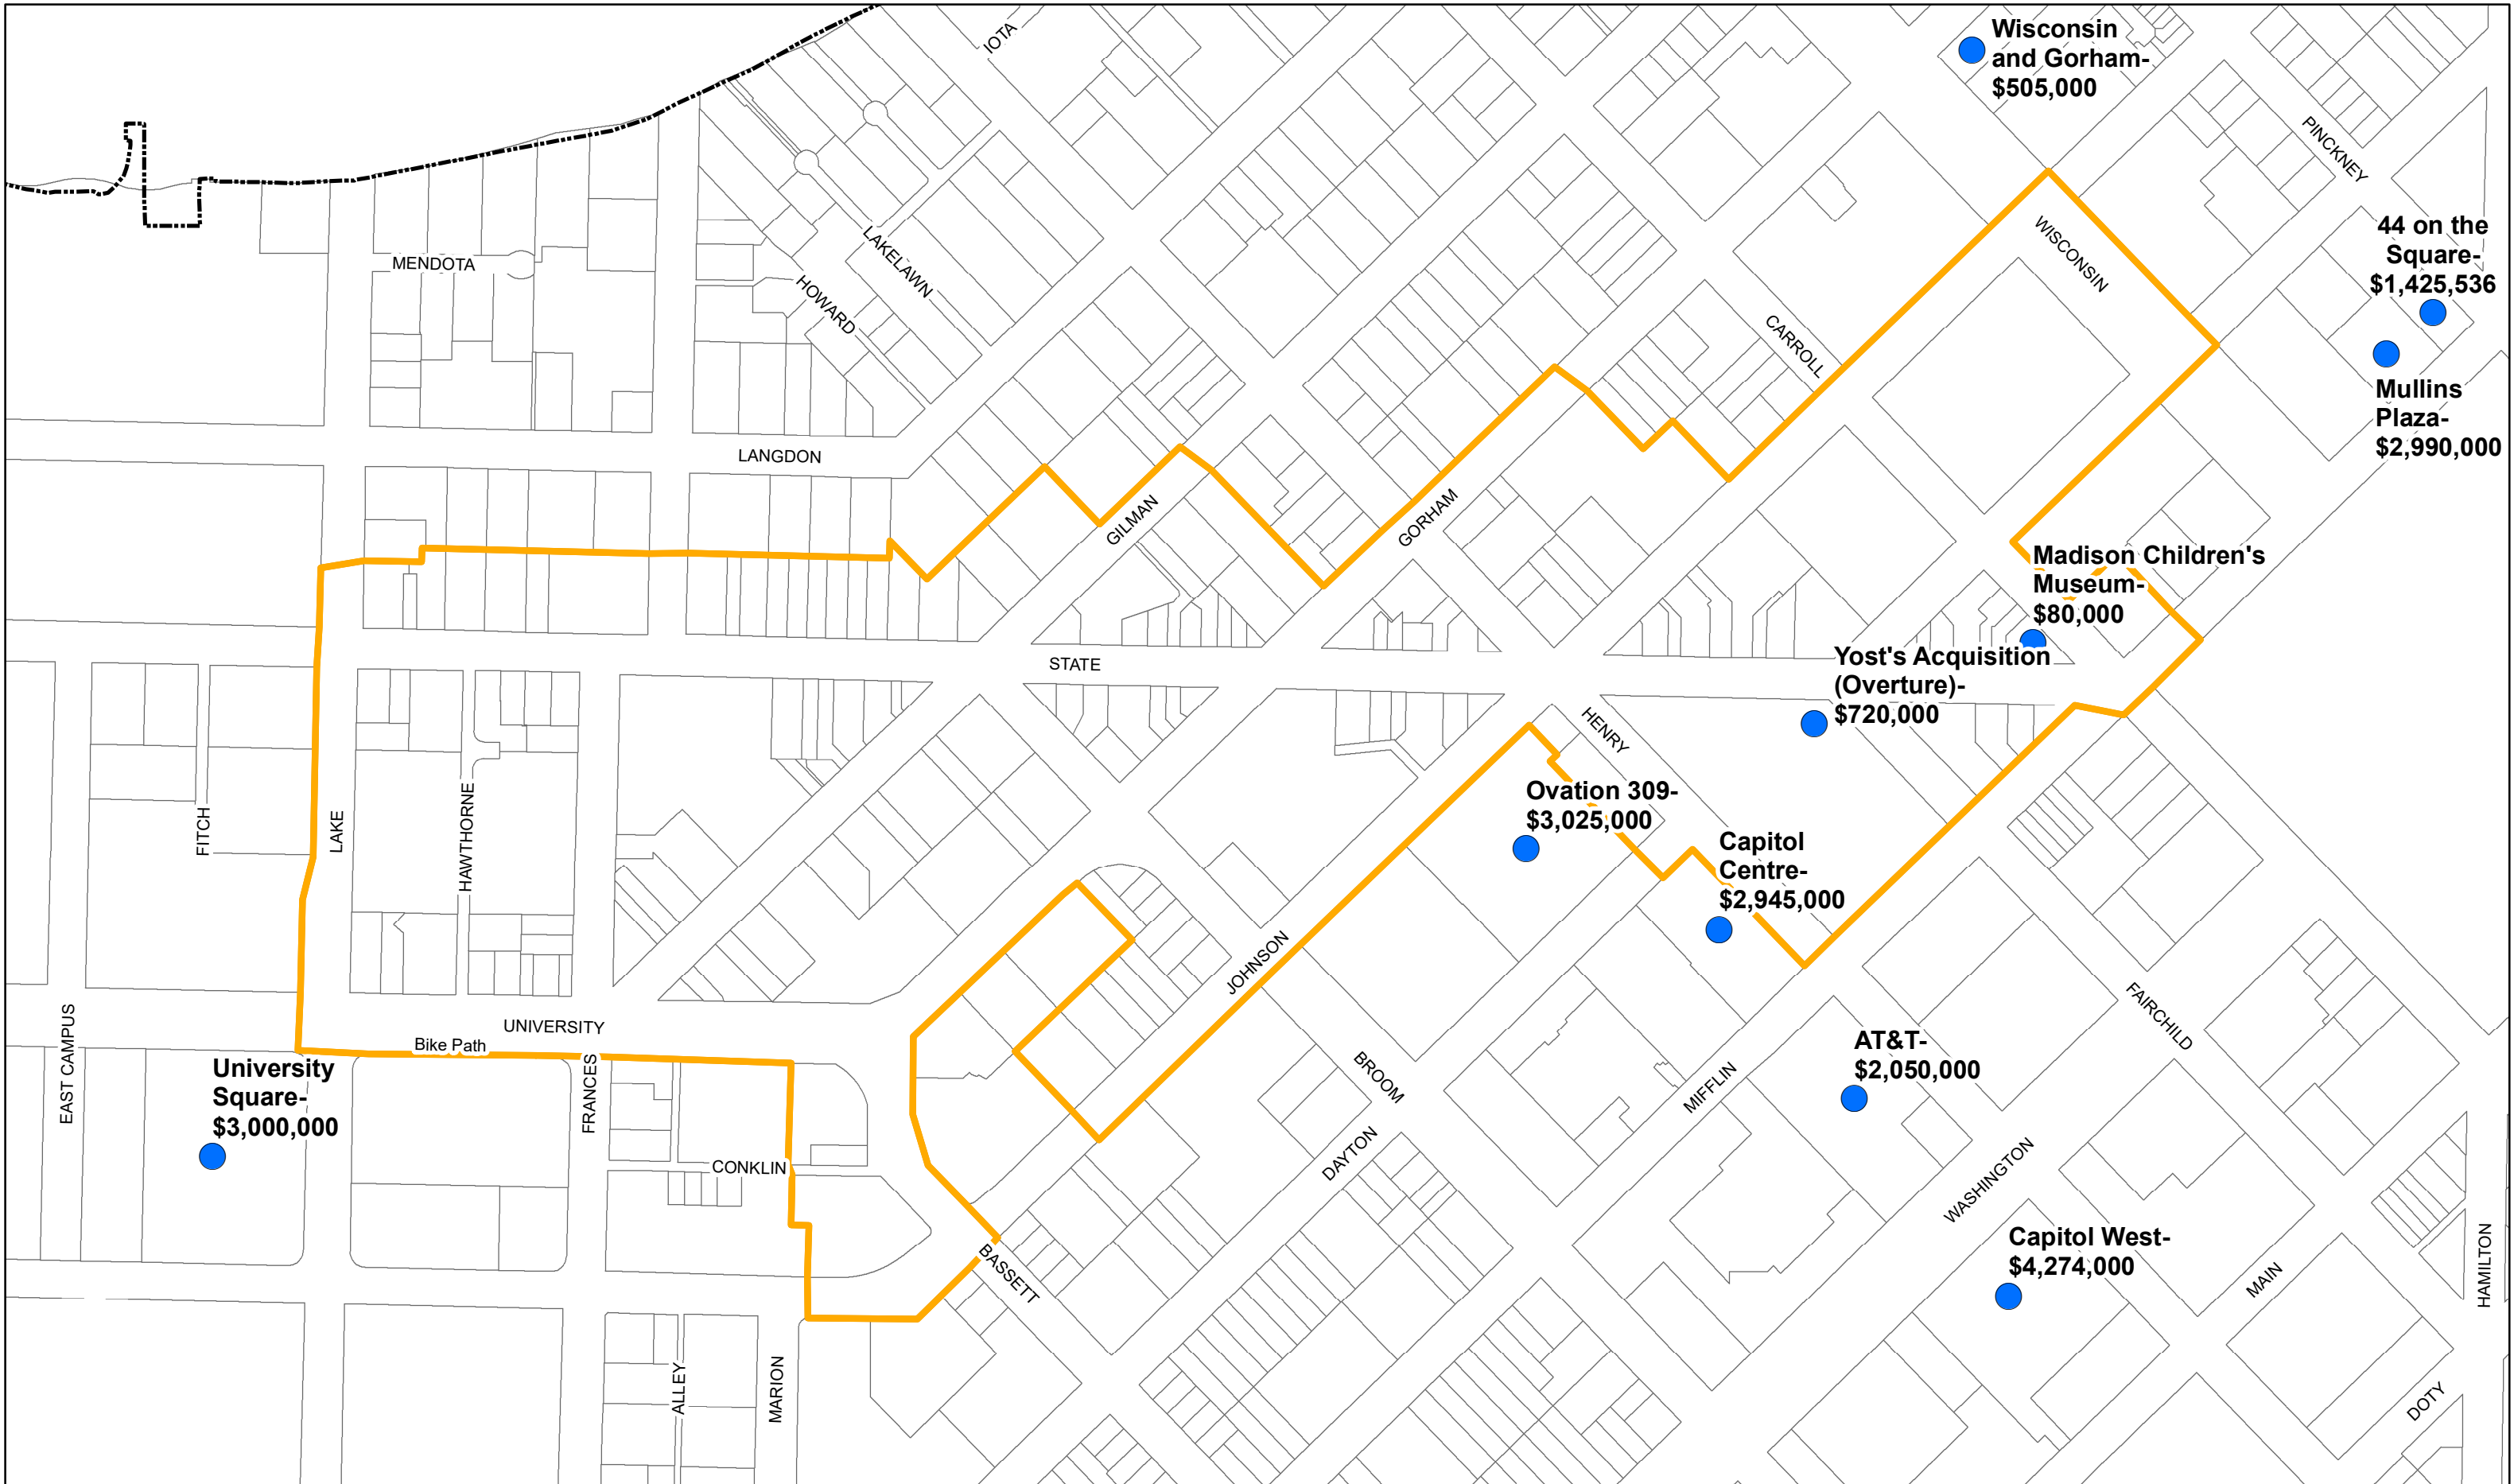 IOTA
Wisconsin
and Gorham-
$505,000
PINCKNEY
MENDOTA
LAKELAWN
HOWARD
WISCONSIN
44 on the
Square-
$1,425,536
CARROLL
Mullins
Plaza-
$2,990,000
LANGDON
GILMAN
GORHAM
Madison Children's
Museum-
$80,000
STATE
Yost's Acquisition
(Overture)-
$720,000
HENRY
Ovation 309-
$3,025,000
FITCH
LAKE
HAWTHORNE
Capitol
Centre-
$2,945,000
JOHNSON
FAIRCHILD
EAST CAMPUS
UNIVERSITY
Bike Path
FRANCES
University
Square-
$3,000,000
BROOM
AT&T-
$2,050,000
MIFFLIN
DAYTON
CONKLIN
WASHINGTON
BASSETT
Capitol West-
$4,274,000
MAIN
HAMILTON
ALLEY
MARION
DOTY